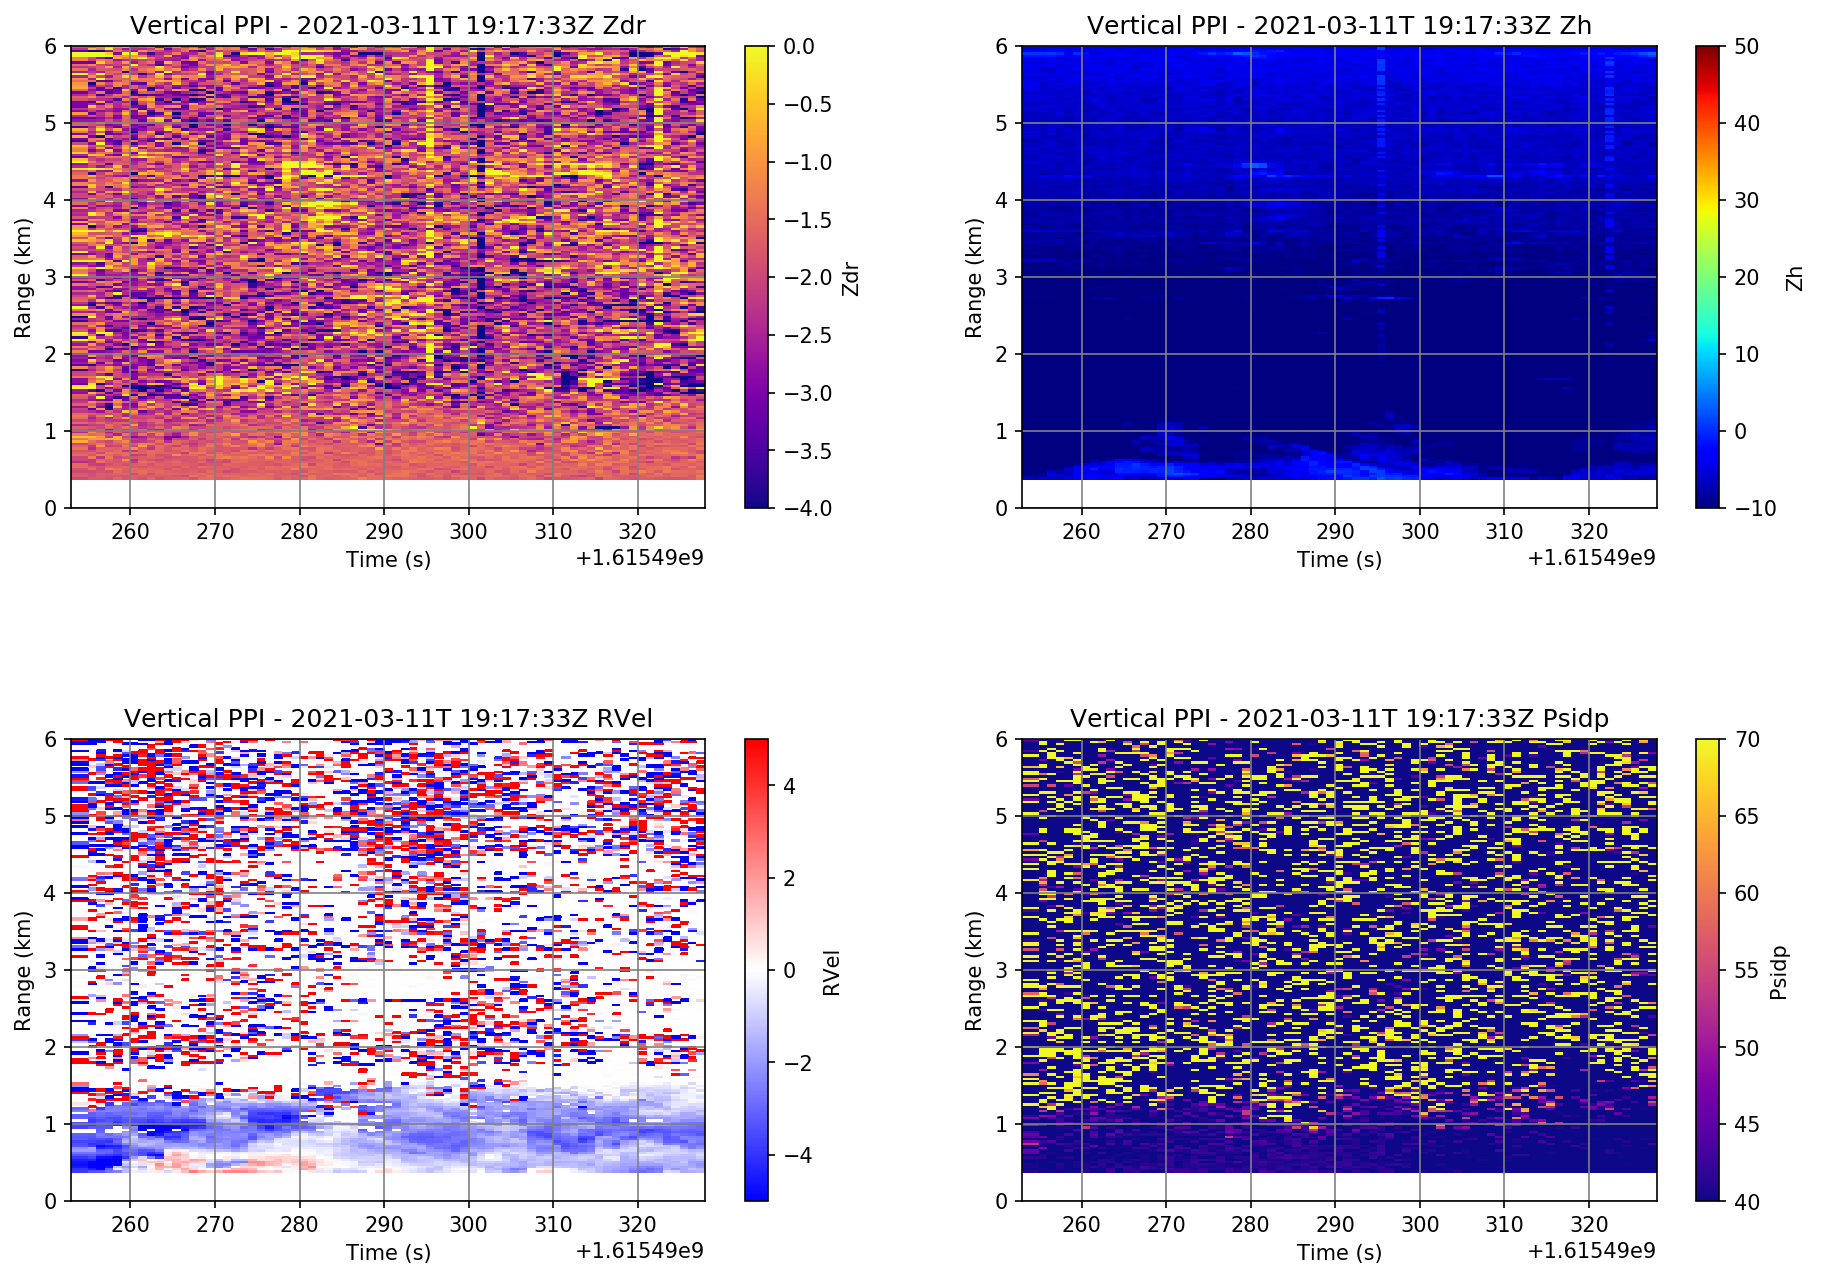 Vertical PPI - 2021-03-11T 19:17:33Z Zdr
6
5
4
3
2
1
0
Range (km)
260 270 280 290 300 310 320
Time (s)
+1.61549e9
0.0
−0.5
−1.0
−1.5
−2.0
−2.5
−3.0
−3.5
−4.0
Zdr
Vertical PPI - 2021-03-11T 19:17:33Z Zh
6
5
4
3
2
1
0
Range (km)
260 270 280 290 300 310 320
Time (s)
+1.61549e9
50
40
30
20
10
0
−10
Zh
Vertical PPI - 2021-03-11T 19:17:33Z RVel
6
5
4
3
2
1
0
Range (km)
260 270 280 290 300 310 320
Time (s)
+1.61549e9
4
2
0
−2
−4
RVel
Vertical PPI - 2021-03-11T 19:17:33Z Psidp
6
5
4
3
2
1
0
Range (km)
260 270 280 290 300 310 320
Time (s)
+1.61549e9
70
65
60
55
50
45
40
Psidp